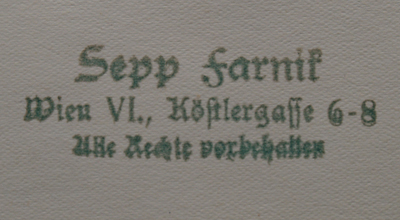 Sepp Farnik
Wien VI., Köstlergasse 6-8
Alle Rechte vorbehalten